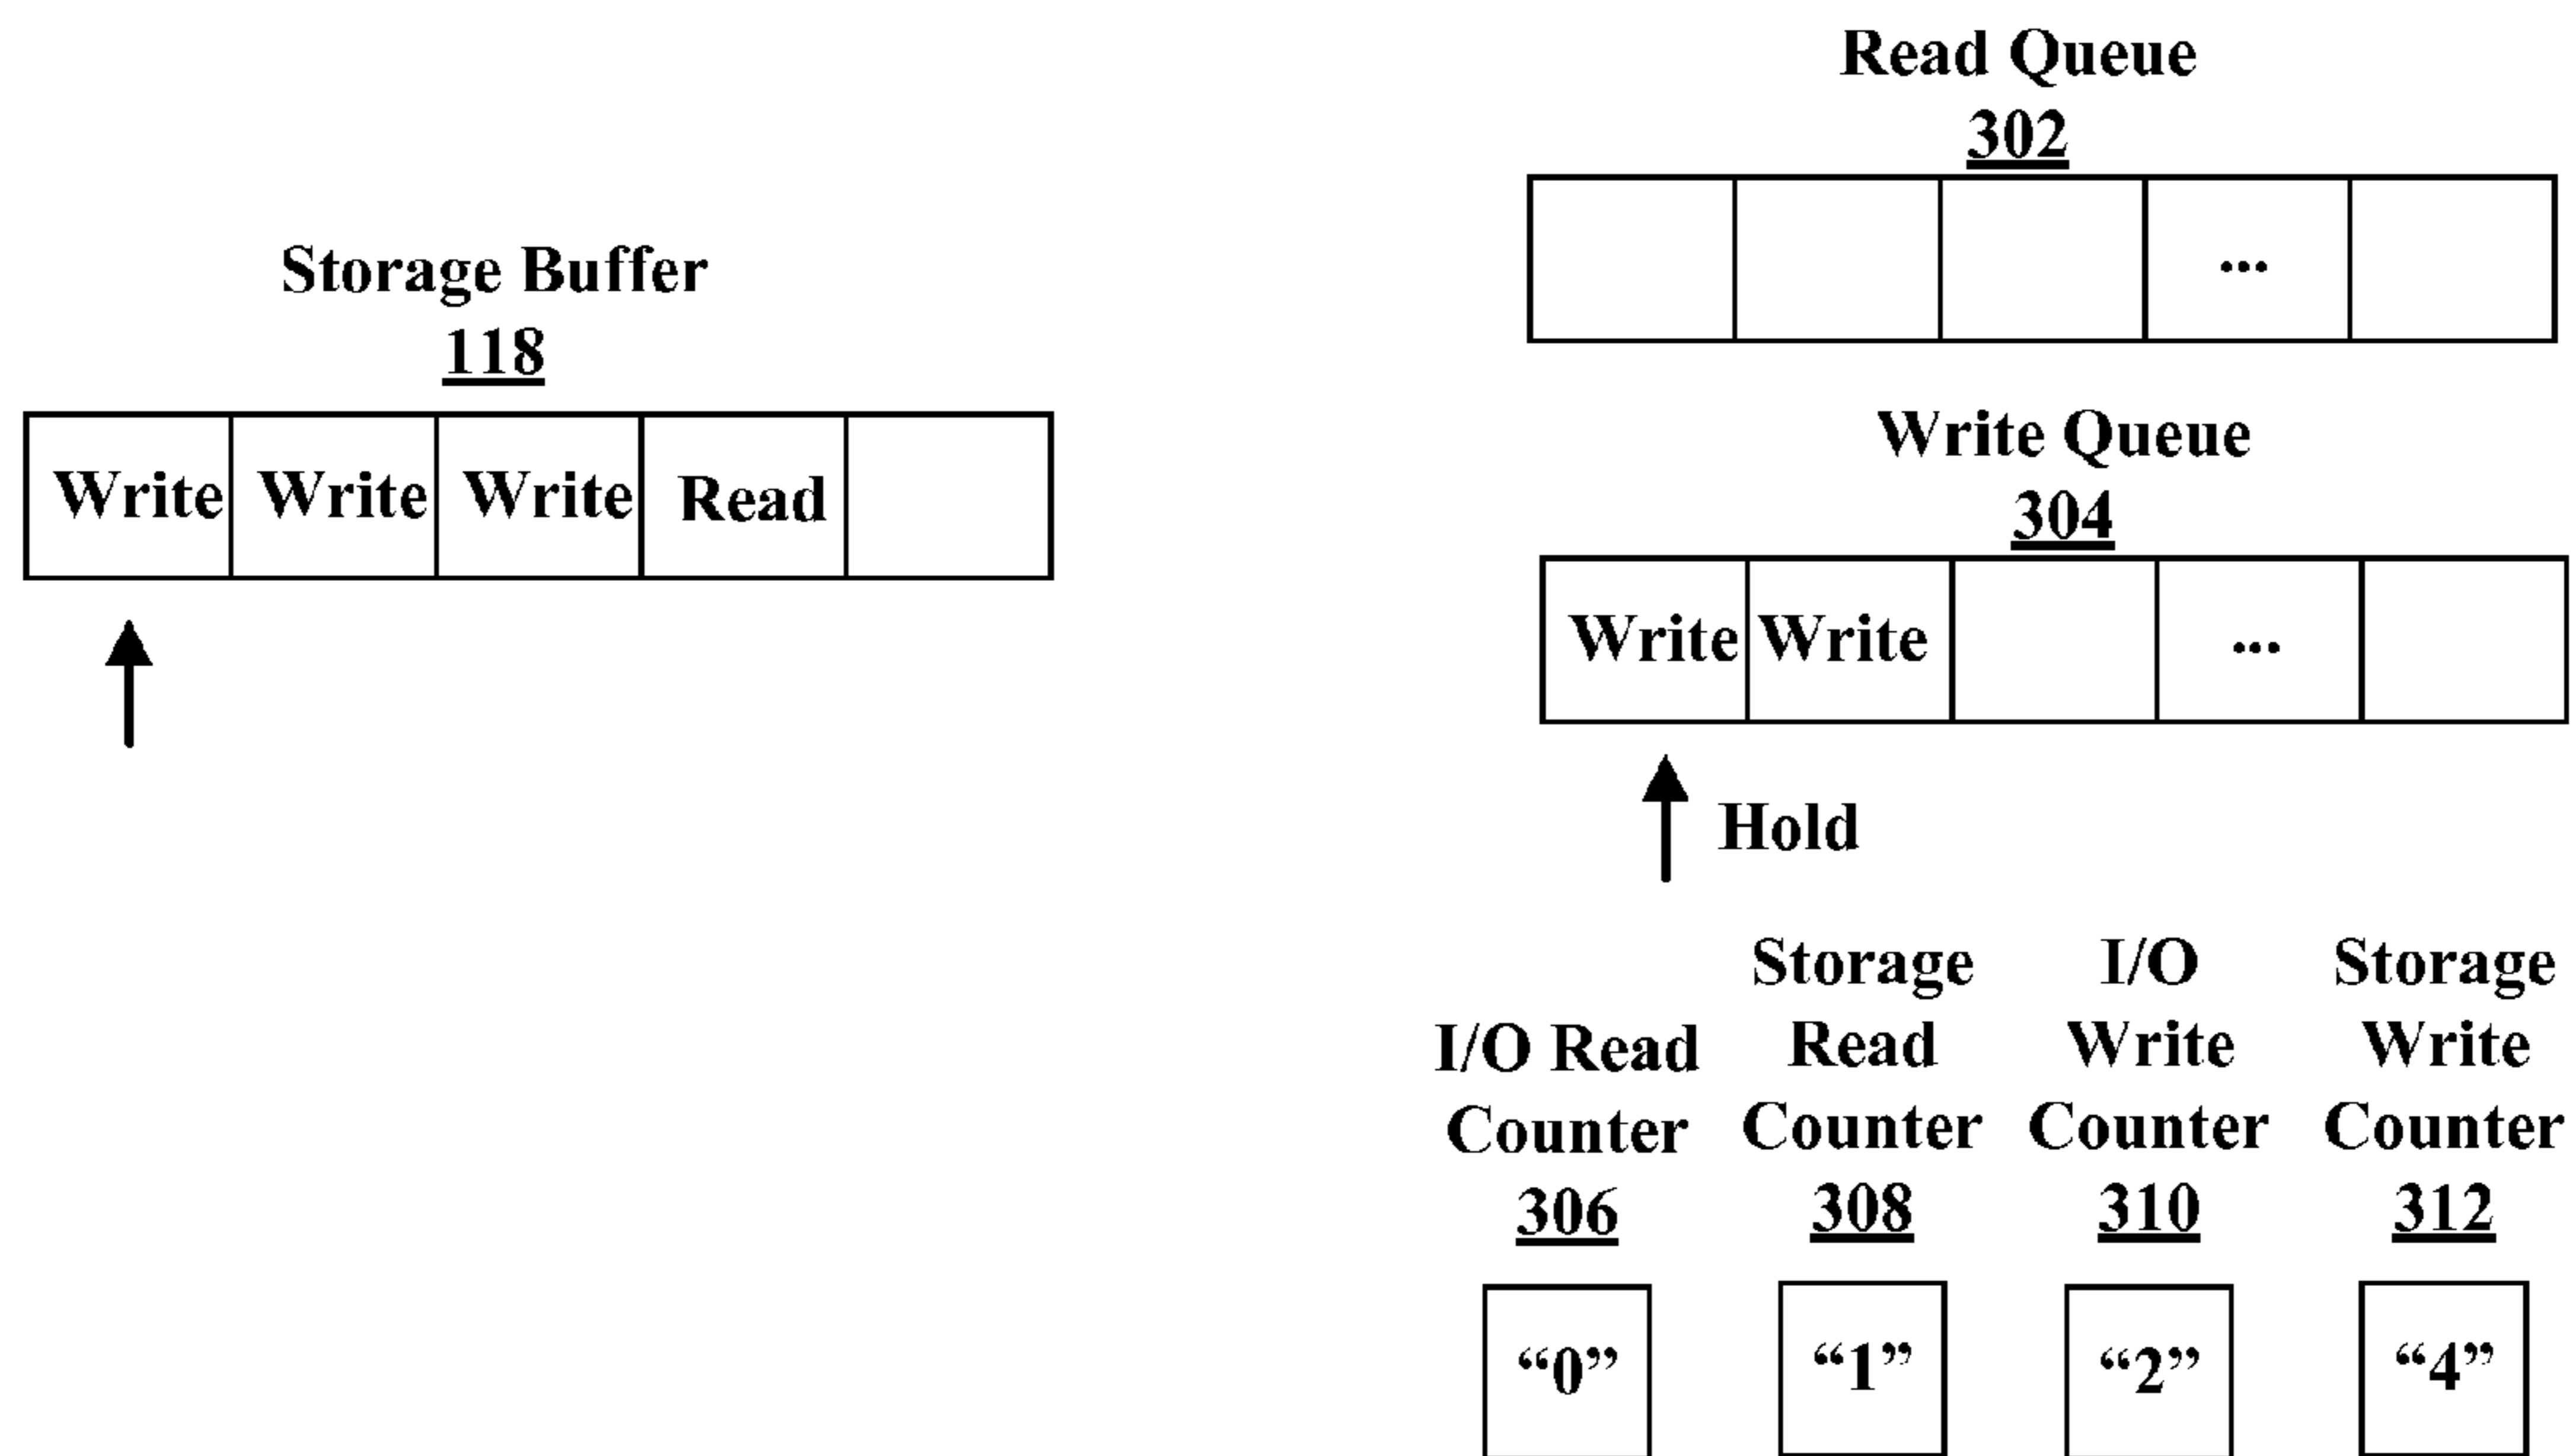 Read Queue
302
...
Storage Buffer
118
Write Write Write Read
Write Queue
304
Write Write ...
Hold
I/O Read
Counter
306
Storage
Read
Counter
308
I/O
Write
Counter
310
Storage
Write
Counter
312
“0” “1” “2” “4”